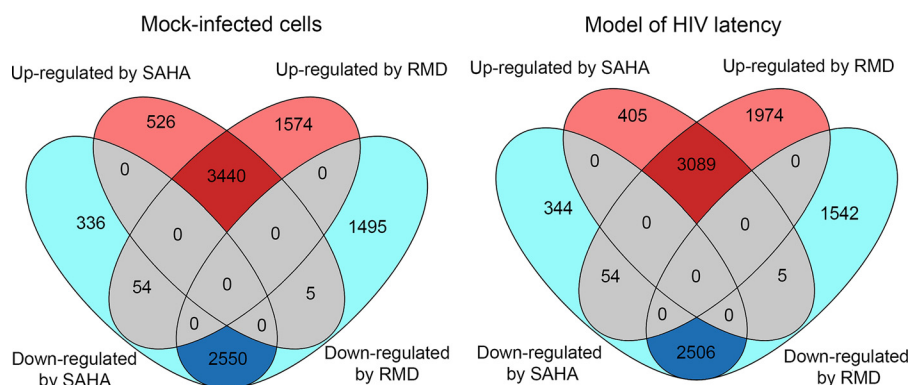 Mock-infected cells
Up-regulated by SAHA
Up-regulated by RMD
526
1574
0
3440
0
336
0
0
1495
54
0
5
0
0
2550
Down-regulated
by SAHA
Down-regulated
by RMD
Model of HIV latency
Up-regulated by SAHA
Up-regulated by RMD
405
1974
0
3089
0
344
0
0
1542
54
0
5
0
0
2506
Down-regulated
by SAHA
Down-regulated
by RMD